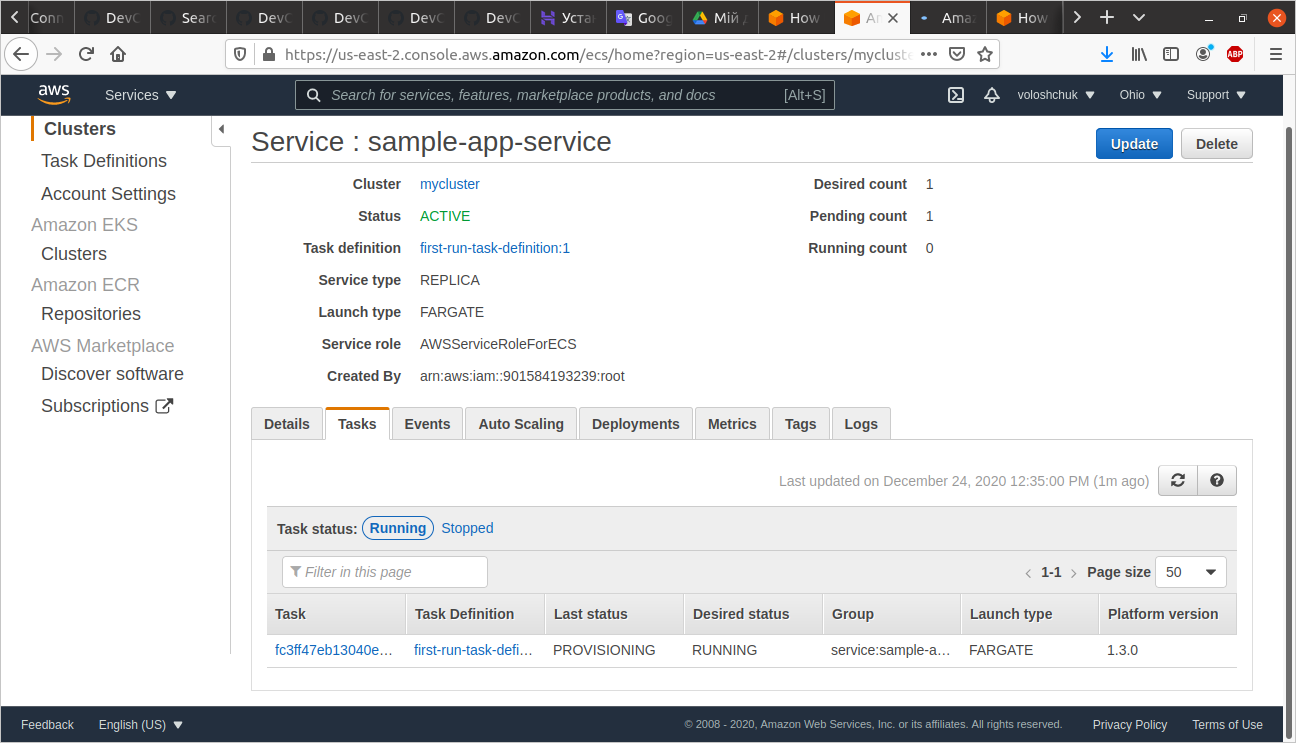 Conn DevC Sear DevC DevC DevC DevC Уста Goog Мій How Ama How
https://us-east-2.console.aws.amazon.com/ecs/home?region=us-east-2#/clusters/mycluste
ABP
aws Services Search for services, features, marketplace products, and docs [Alt+S] voloshchuk Ohio Support
Clusters
Task Definitions
Account Settings
Amazon EKS
Clusters
Amazon ECR
Repositories
AWS Marketplace
Discover software
Subscriptions
Service : sample-app-service Update Delete
Cluster mycluster Desired count 1
Status ACTIVE Pending count 1
Task definition first-run-task-definition:1 Running count 0
Service type REPLICA
Launch type FARGATE
Service role AWSServiceRoleForECS
Created By arn:aws:iam::901584193239:root
Details Tasks Events Auto Scaling Deployments Metrics Tags Logs
Last updated on December 24, 2020 12:35:00 PM (1m ago)
Task status: Running Stopped
Filter in this page 1-1 Page size 50
Task Task Definition Last status Desired status Group Launch type Platform version
fc3ff47eb13040e... first-run-task-defi... PROVISIONING RUNNING service:sample-a... FARGATE 1.3.0
Feedback English (US) © 2008 - 2020, Amazon Web Services, Inc. or its affiliates. All rights reserved. Privacy Policy Terms of Use